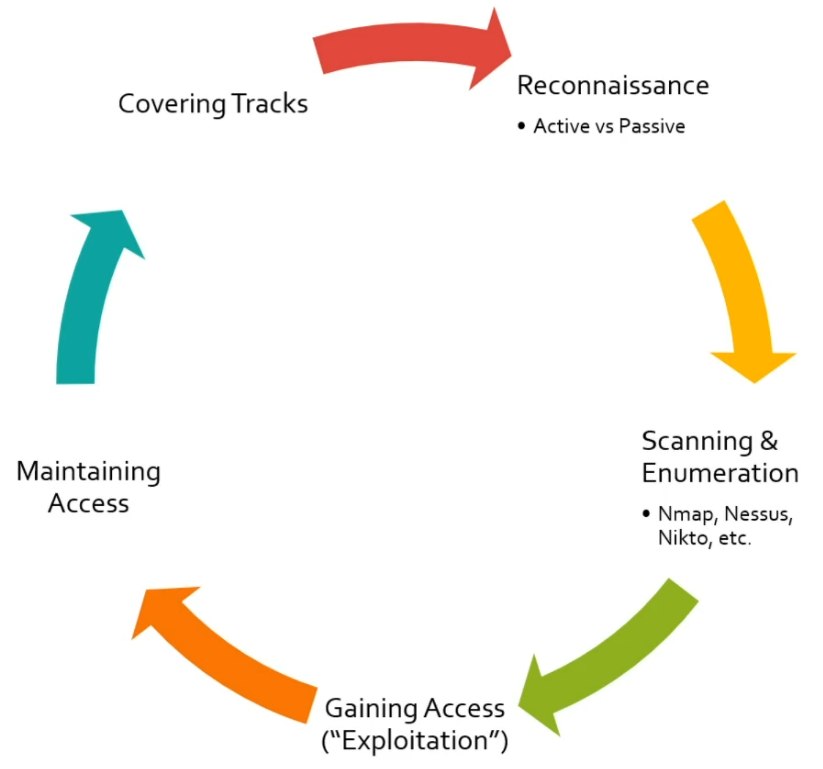 Covering Tracks
Reconnaissance
• Active vs Passive
Scanning &
Enumeration
• Nmap, Nessus,
Nikto, etc.
Gaining Access
(“Exploitation”)
Maintaining
Access